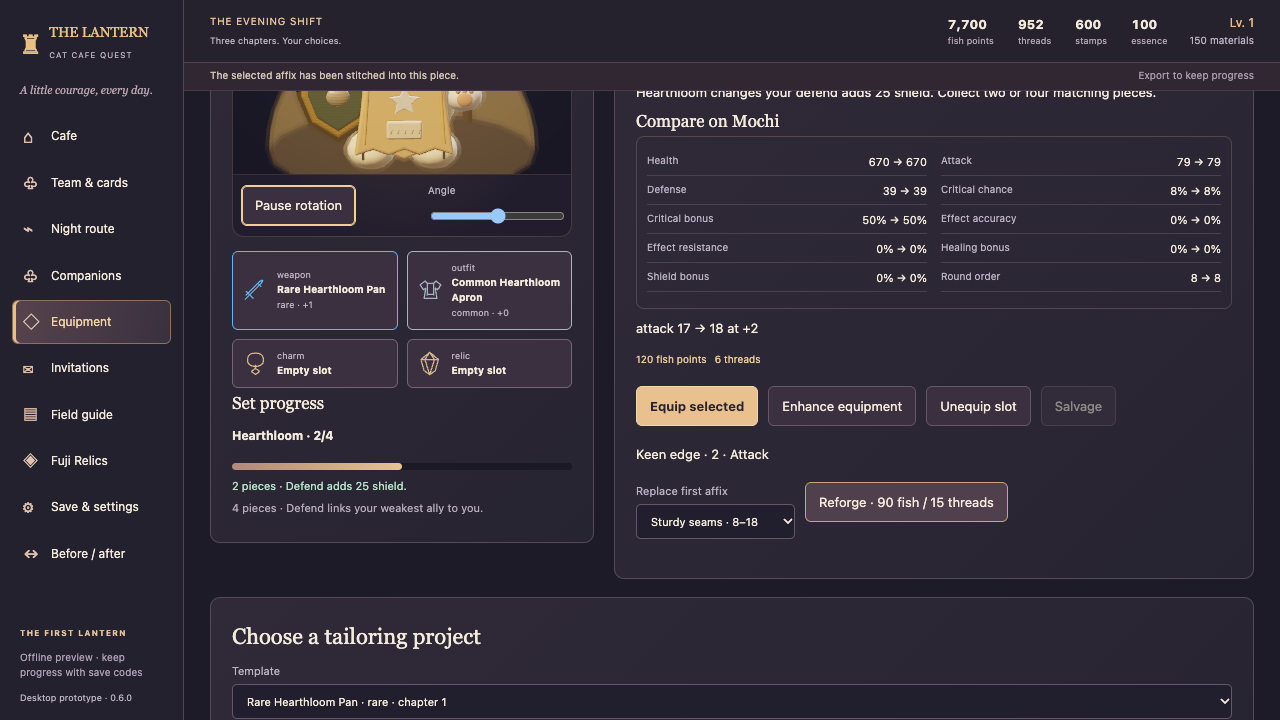 THE LANTERN
CAT CAFE QUEST
A little courage, every day.
Cafe
Team & cards
Night route
Companions
Equipment
Invitations
Field guide
Fuji Relics
Save & settings
Before / after
THE FIRST LANTERN
Offline preview · keep
progress with save codes
Desktop prototype · 0.6.0
THE EVENING SHIFT
Three chapters. Your choices.
7,700
fish points
952
threads
600
stamps
100
essence
Lv. 1
150 materials
The selected affix has been stitched into this piece.
Export to keep progress
Pause rotation
Angle
weapon
Rare Hearthloom Pan
rare · +1
outfit
Common Hearthloom
Apron
common · +0
charm
Empty slot
relic
Empty slot
Set progress
Hearthloom · 2/4
2 pieces · Defend adds 25 shield.
4 pieces · Defend links your weakest ally to you.
Hearthloom changes your defend adds 25 shield. Collect two or four matching pieces.
Compare on Mochi
Health 670 → 670
Attack 79 → 79
Defense 39 → 39
Critical chance 8% → 8%
Critical bonus 50% → 50%
Effect accuracy 0% → 0%
Effect resistance 0% → 0%
Healing bonus 0% → 0%
Shield bonus 0% → 0%
Round order 8 → 8
attack 17 → 18 at +2
120 fish points 6 threads
Equip selected
Enhance equipment
Unequip slot
Salvage
Keen edge · 2 · Attack
Replace first affix
Sturdy seams · 8–18
Reforge · 90 fish / 15 threads
Choose a tailoring project
Template
Rare Hearthloom Pan · rare · chapter 1